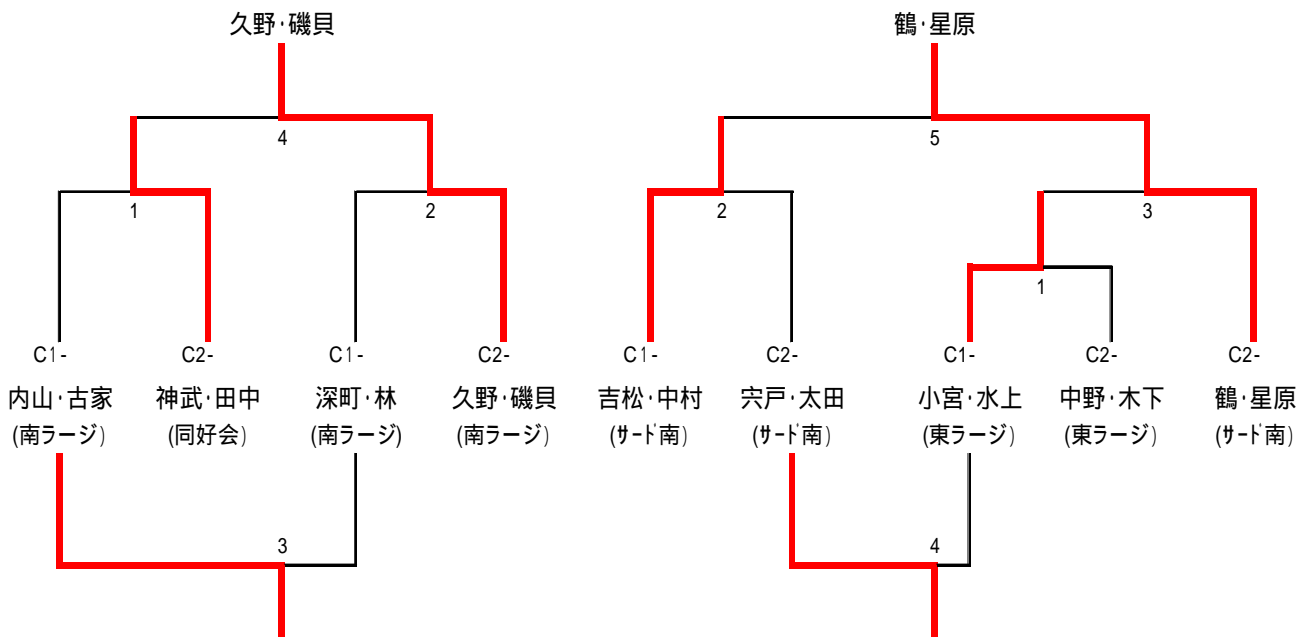 久野・磯貝 鶴・星原
4 5
1 2 2 3
1
C1- C2- C1- C2- C1- C2- C1- C2- C2-
内山・古家 神武・田中 深町・林 久野・磯貝 吉松・中村 宍戸・太田 小宮・水上 中野・木下 鶴・星原
(南ラージ) (同好会) (南ラージ) (南ラージ) (ｻｰﾄﾞ南) (ｻｰﾄﾞ南) (東ラージ) (東ラージ) (ｻｰﾄﾞ南)
3 4